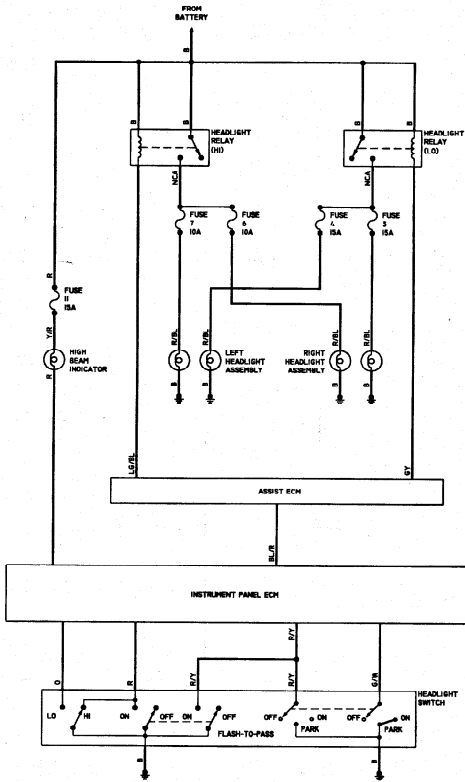 FROM
BATTERY
B
B
B
B
B
HEADLIGHT
RELAY
(HI)
HEADLIGHT
RELAY
(LO)
NCA
NCA
FUSE
7
10A
FUSE
6
10A
FUSE
4
15A
FUSE
3
15A
R
FUSE
11
15A
Y/R
HIGH
BEAM
INDICATOR
R
R/BL
R/BL
LEFT
HEADLIGHT
ASSEMBLY
RIGHT
HEADLIGHT
ASSEMBLY
R/BL
R/BL
B
B
B
B
LG/BL
GY
ASSIST ECM
BL/R
INSTRUMENT PANEL ECM
R/Y
O
R
R/Y
R/Y
HEADLIGHT
SWITCH
LO
HI
ON
OFF
ON
OFF
OFF
ON
PARK
OFF
ON
PARK
FLASH-TO-PASS
B
B